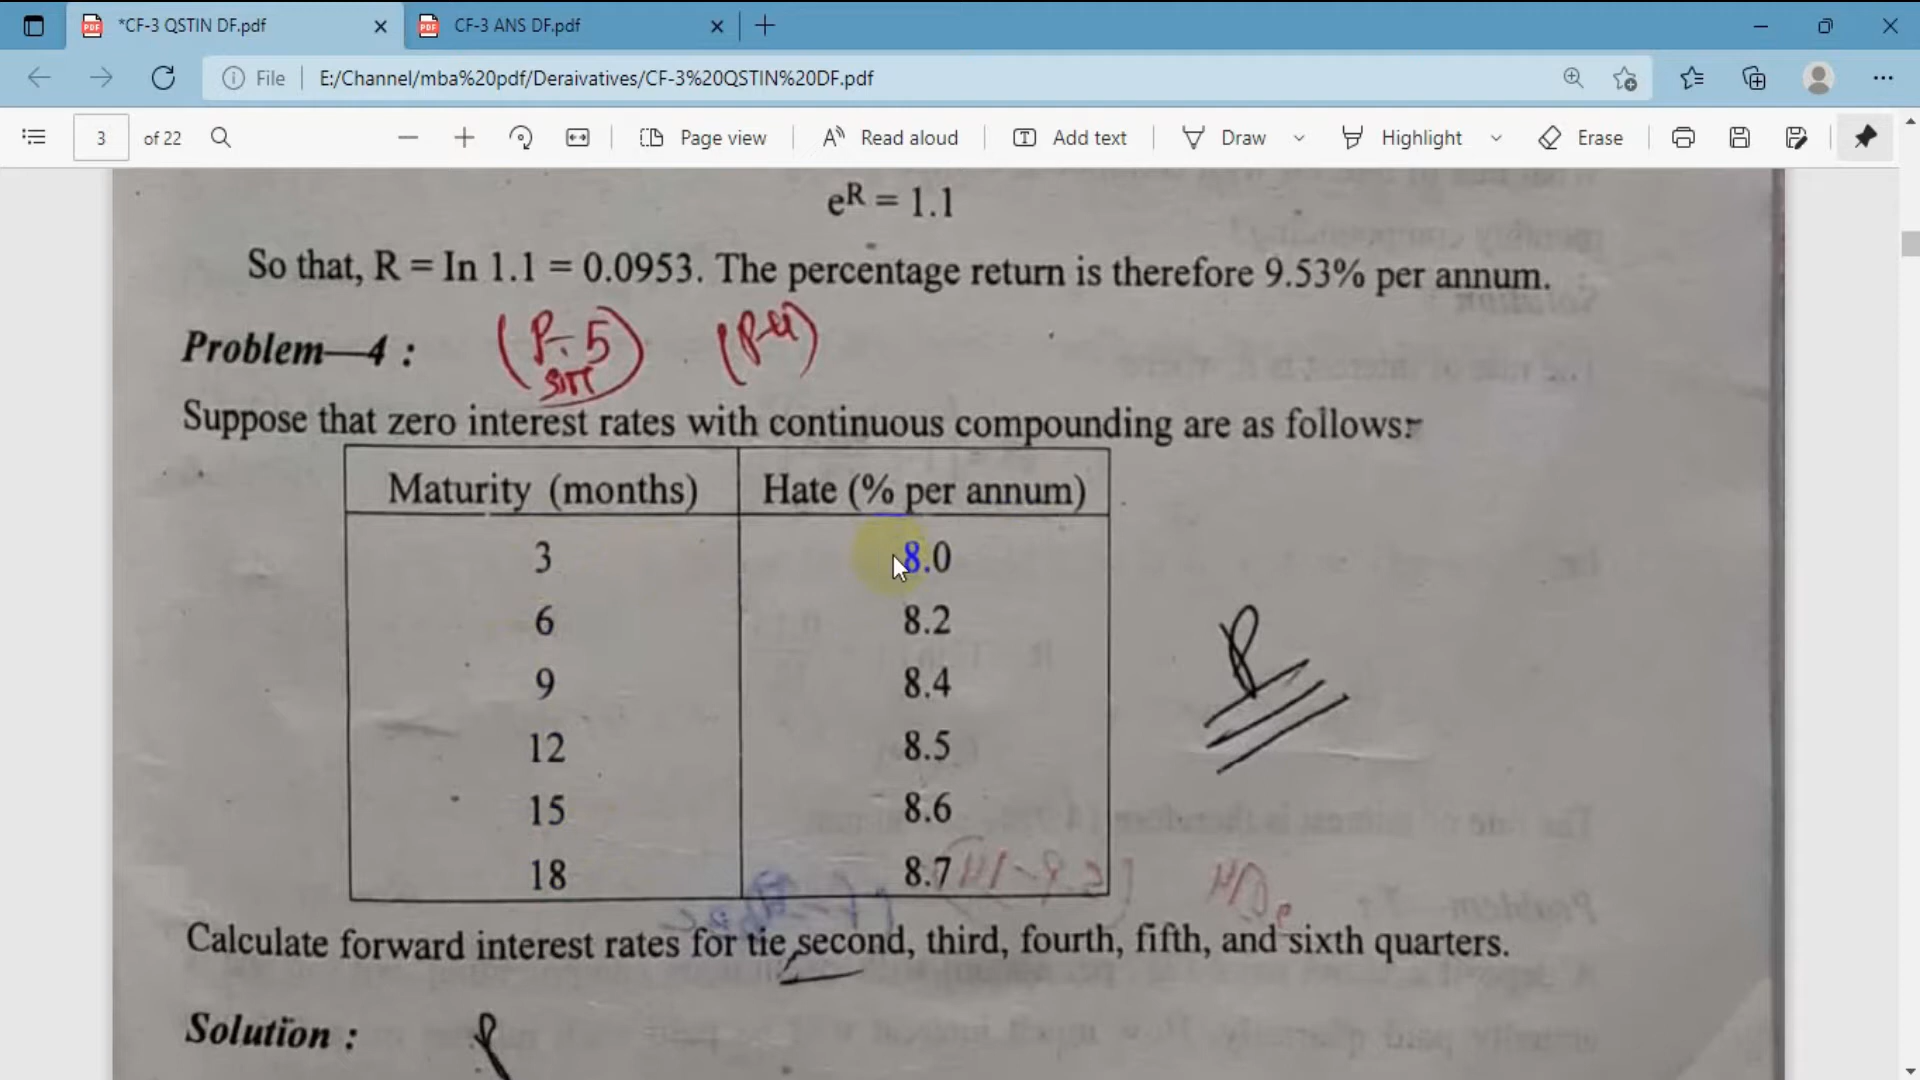 *CF-3 QSTIN DF.pdf
CF-3 ANS DF.pdf
File
E:/Channel/mba%20pdf/Deraivatives/CF-3%20QSTIN%20DF.pdf
3 of 22
Page view
Read aloud
Add text
Draw
Highlight
Erase
eR = 1.1
So that, R = In 1.1 = 0.0953. The percentage return is therefore 9.53% per annum.
Problem—4 : (P-5) (P-4)
Suppose that zero interest rates with continuous compounding are as follows:-
Maturity (months) Hate (% per annum)
3 8.0
6 8.2
9 8.4
12 8.5
15 8.6
18 8.7
Calculate forward interest rates for tie second, third, fourth, fifth, and sixth quarters.
Solution :